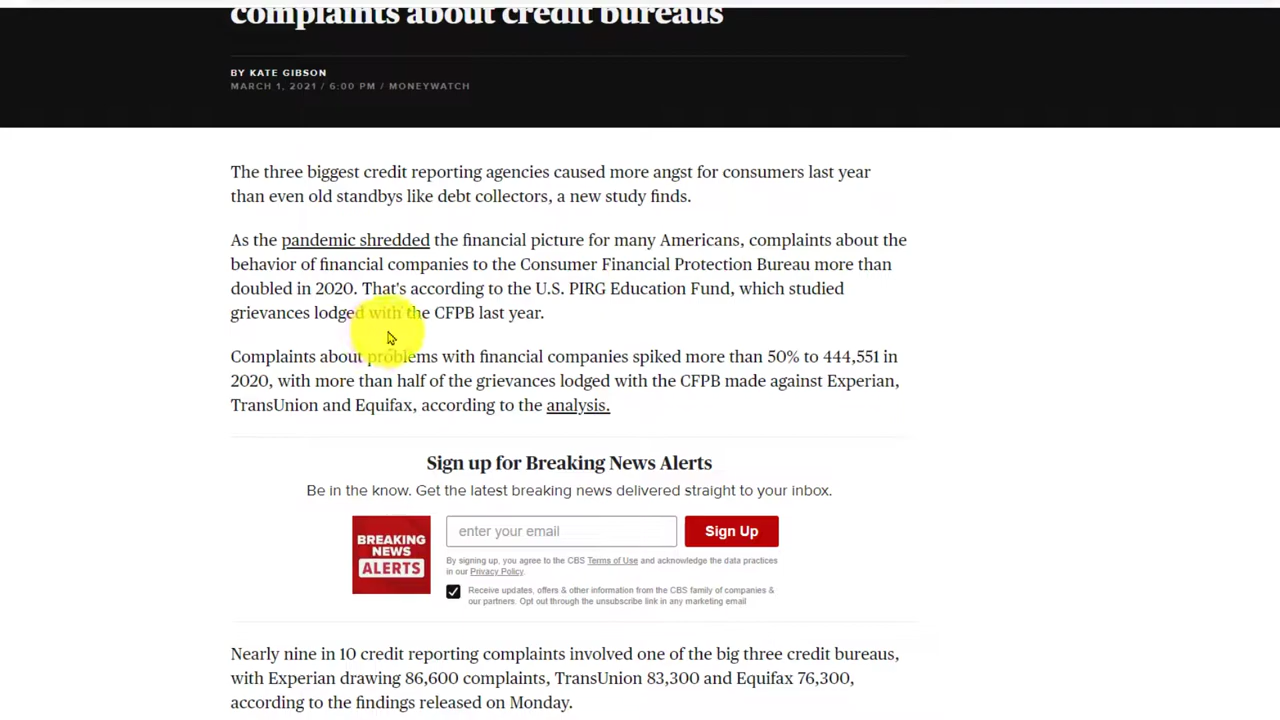 complaints about credit bureaus
BY KATE GIBSON
MARCH 1, 2021 / 6:00 PM / MONEYWATCH
The three biggest credit reporting agencies caused more angst for consumers last year
than even old standbys like debt collectors, a new study finds.
As the pandemic shredded the financial picture for many Americans, complaints about the
behavior of financial companies to the Consumer Financial Protection Bureau more than
doubled in 2020. That's according to the U.S. PIRG Education Fund, which studied
grievances lodged with the CFPB last year.
Complaints about problems with financial companies spiked more than 50% to 444,551 in
2020, with more than half of the grievances lodged with the CFPB made against Experian,
TransUnion and Equifax, according to the analysis.
Sign up for Breaking News Alerts
Be in the know. Get the latest breaking news delivered straight to your inbox.
BREAKING
NEWS
ALERTS
enter your email
Sign Up
By signing up, you agree to the CBS Terms of Use and acknowledge the data practices
in our Privacy Policy.
Receive updates, offers & other information from the CBS family of companies &
our partners. Opt out through the unsubscribe link in any marketing email
Nearly nine in 10 credit reporting complaints involved one of the big three credit bureaus,
with Experian drawing 86,600 complaints, TransUnion 83,300 and Equifax 76,300,
according to the findings released on Monday.